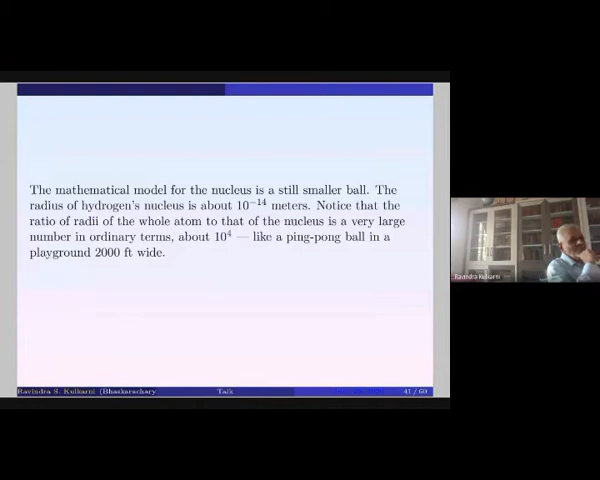 The mathematical model for the nucleus is a still smaller ball. The
radius of hydrogen's nucleus is about 10⁻¹⁴ meters. Notice that the
ratio of radii of the whole atom to that of the nucleus is a very large
number in ordinary terms, about 10⁴ — like a ping-pong ball in a
playground 2000 ft wide.
Ravindra Kulkarni
Ravindra S. Kulkarni (Bhaskaracharya Talk 41 / 60